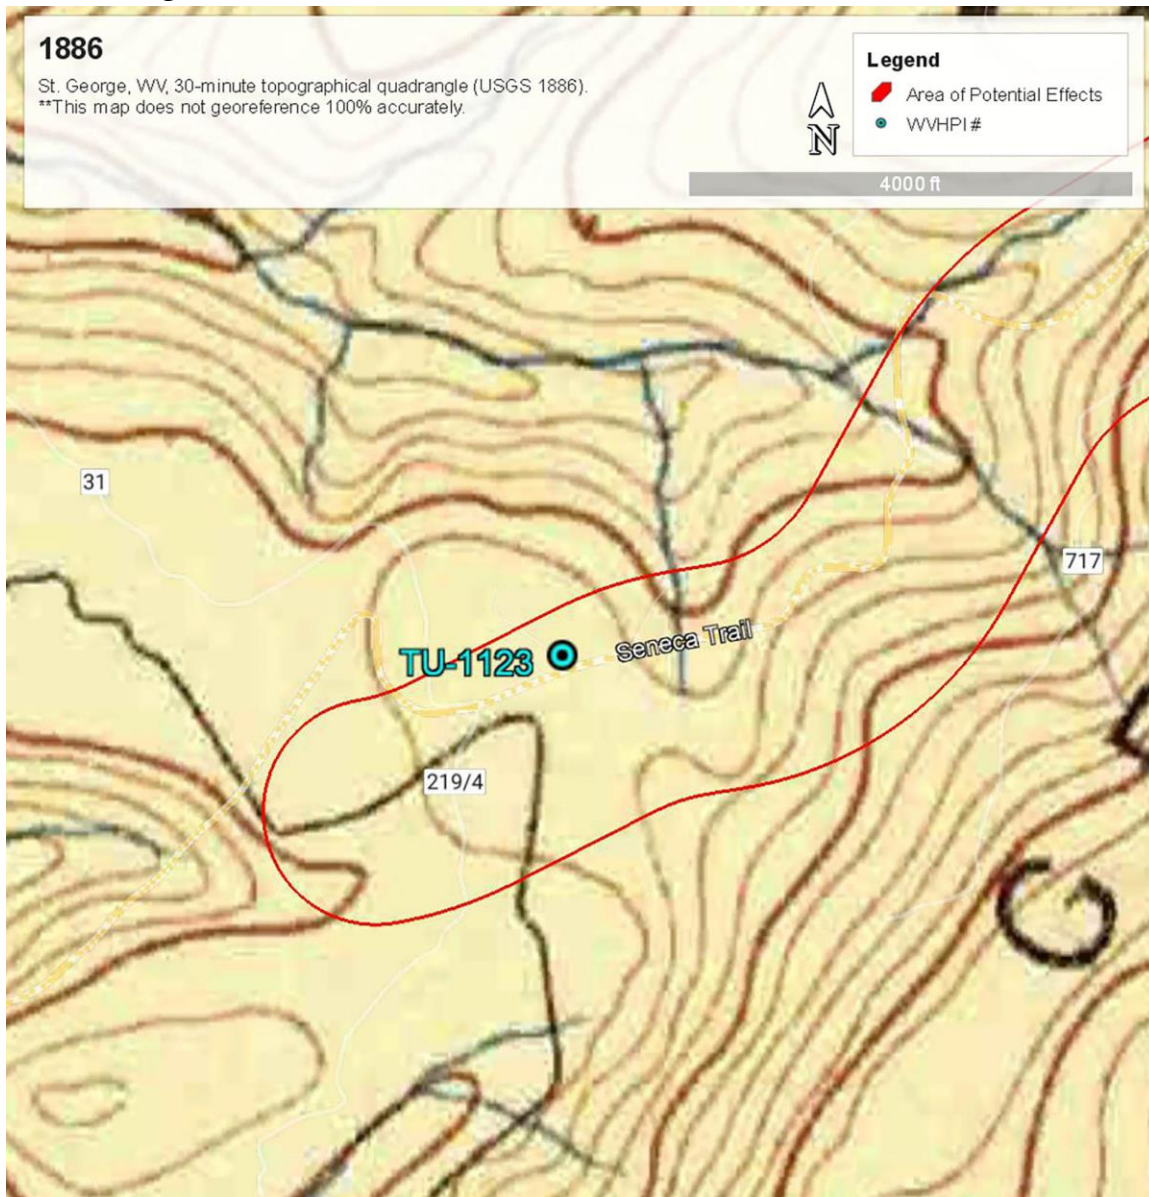 1886
St. George, WV, 30-minute topographical quadrangle (USGS 1886).
**This map does not georeference 100% accurately.
N
Legend
Area of Potential Effects
WVHPI #
4000 ft
31
717
Seneca Trail
TU-1123
219/4